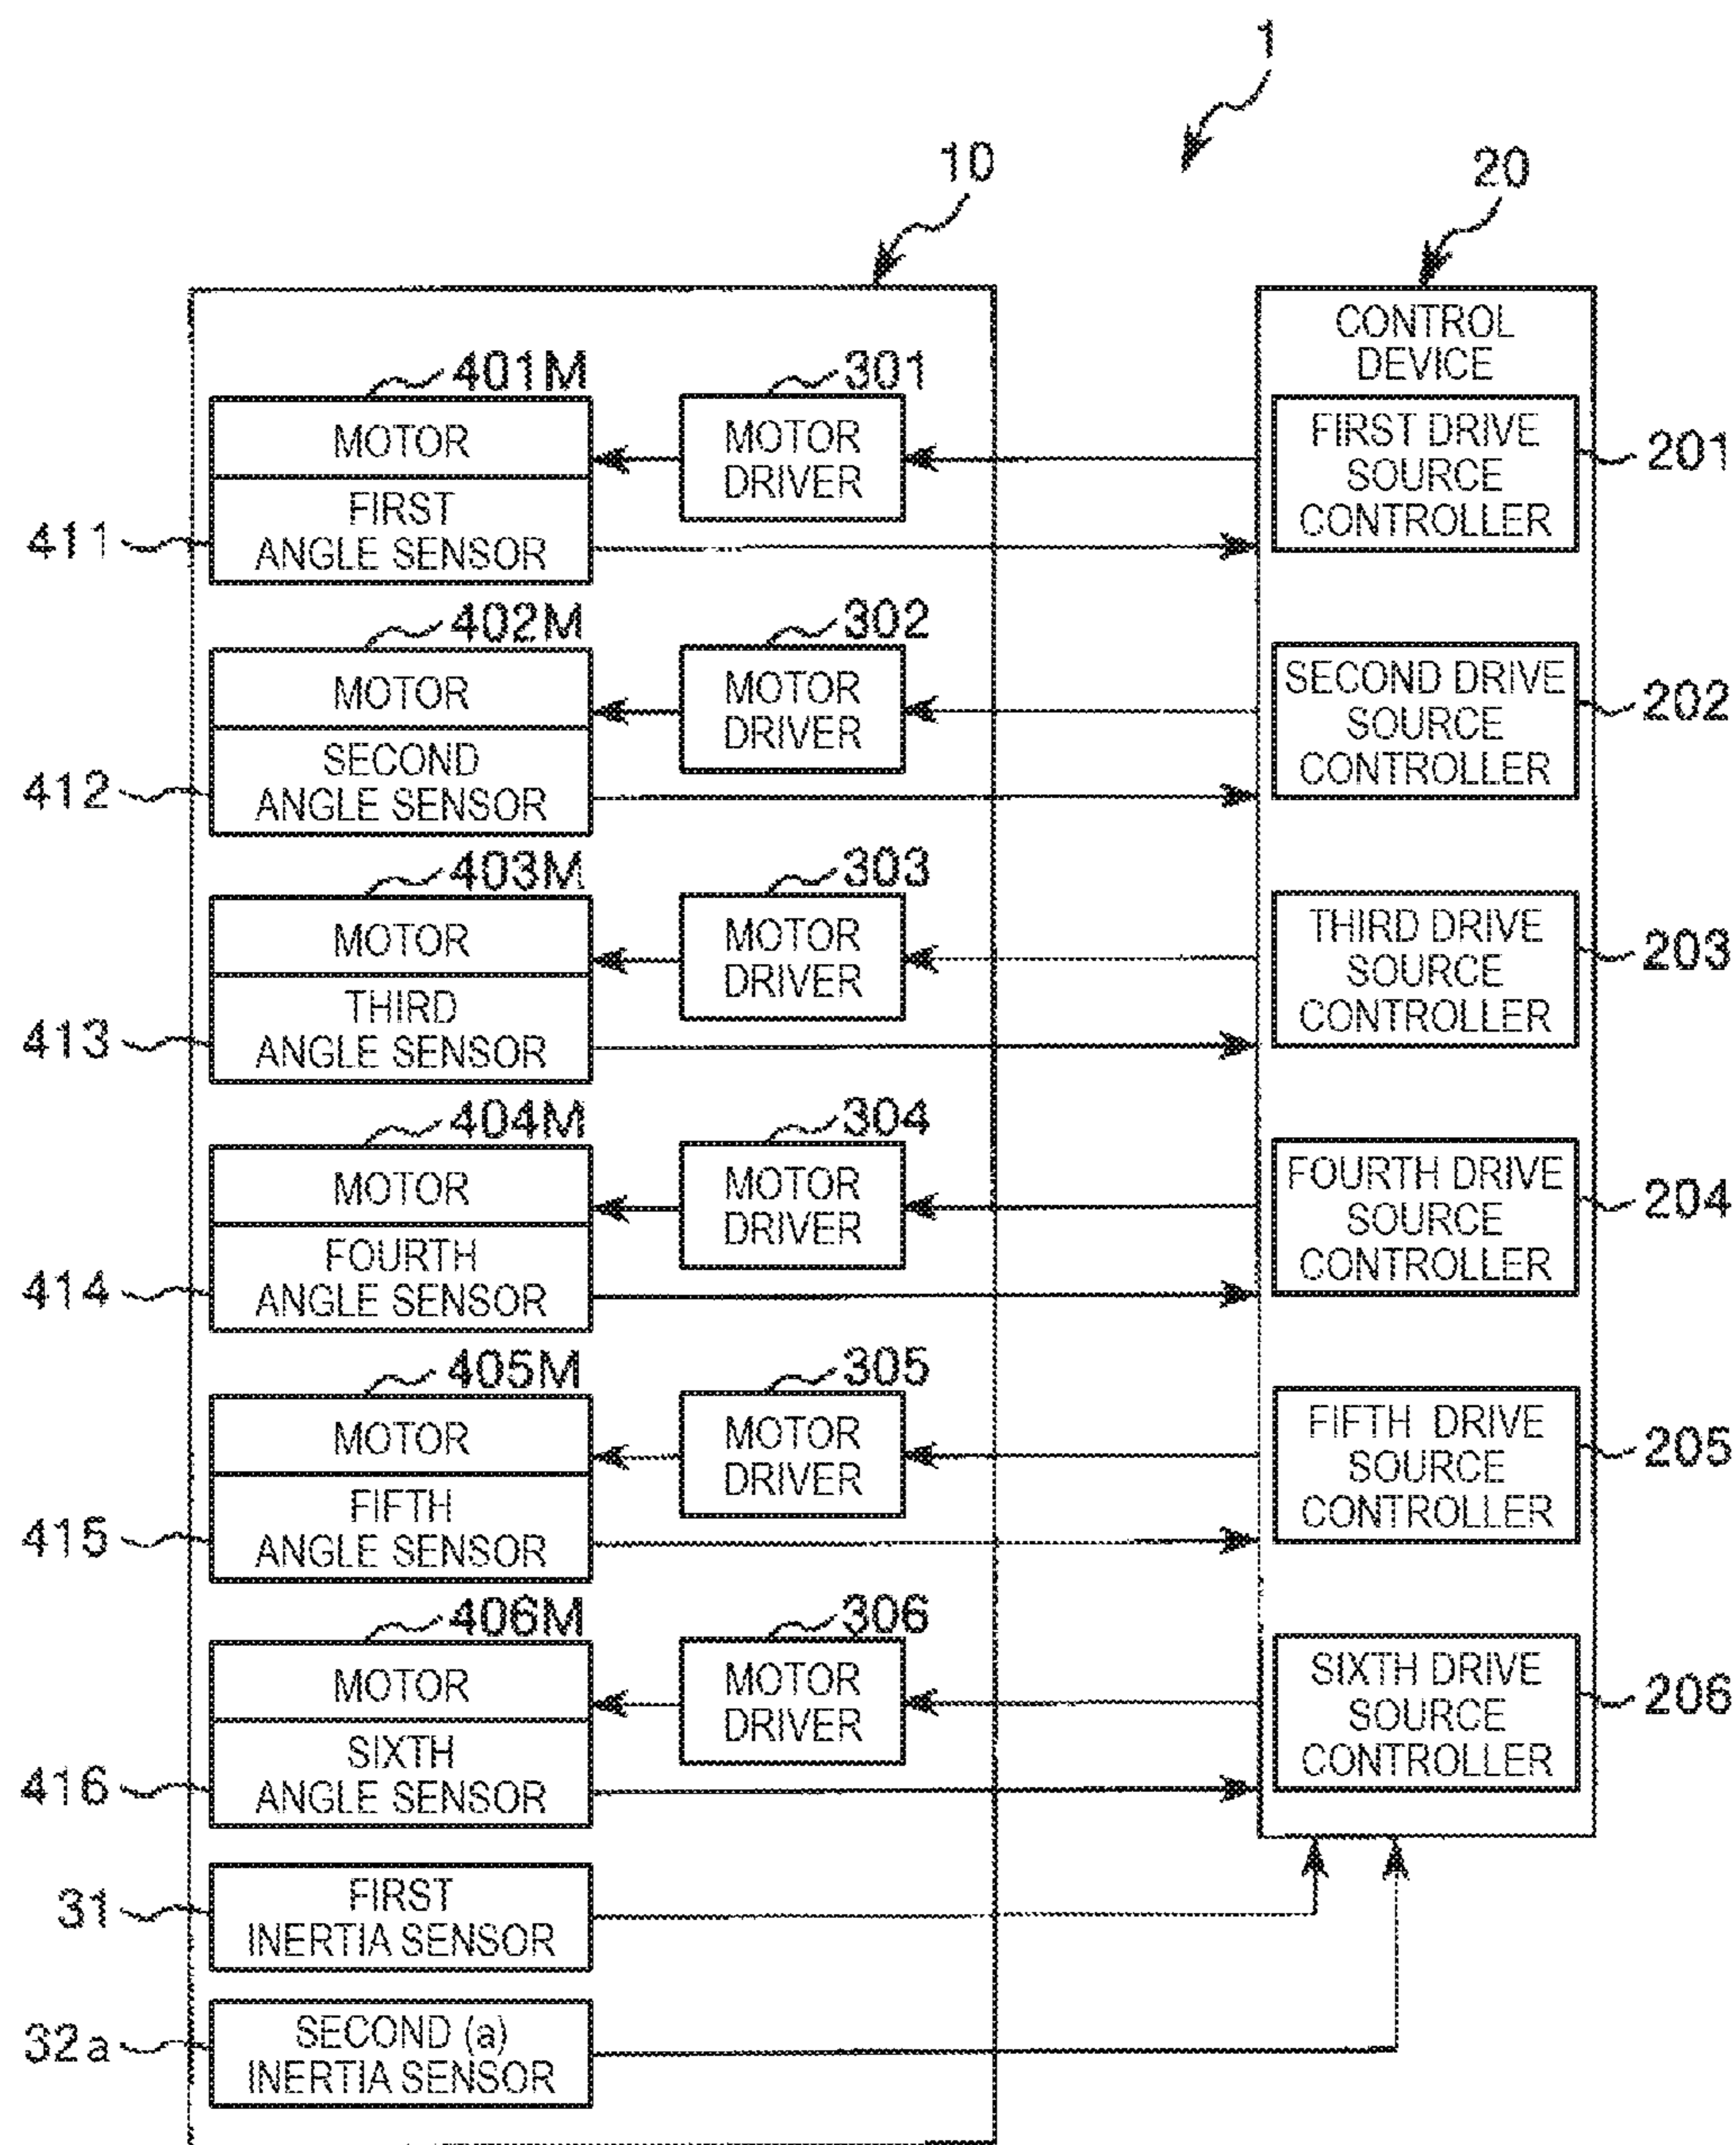 1
10
20
CONTROL
DEVICE
401M
301
MOTOR
MOTOR
DRIVER
FIRST DRIVE
SOURCE
CONTROLLER
201
411
FIRST
ANGLE SENSOR
402M
302
MOTOR
MOTOR
DRIVER
SECOND DRIVE
SOURCE
CONTROLLER
202
412
SECOND
ANGLE SENSOR
403M
303
MOTOR
MOTOR
DRIVER
THIRD DRIVE
SOURCE
CONTROLLER
203
413
THIRD
ANGLE SENSOR
404M
304
MOTOR
MOTOR
DRIVER
FOURTH DRIVE
SOURCE
CONTROLLER
204
414
FOURTH
ANGLE SENSOR
405M
305
MOTOR
MOTOR
DRIVER
FIFTH DRIVE
SOURCE
CONTROLLER
205
415
FIFTH
ANGLE SENSOR
406M
306
MOTOR
MOTOR
DRIVER
SIXTH DRIVE
SOURCE
CONTROLLER
206
416
SIXTH
ANGLE SENSOR
31
FIRST
INERTIA SENSOR
32a
SECOND (a)
INERTIA SENSOR